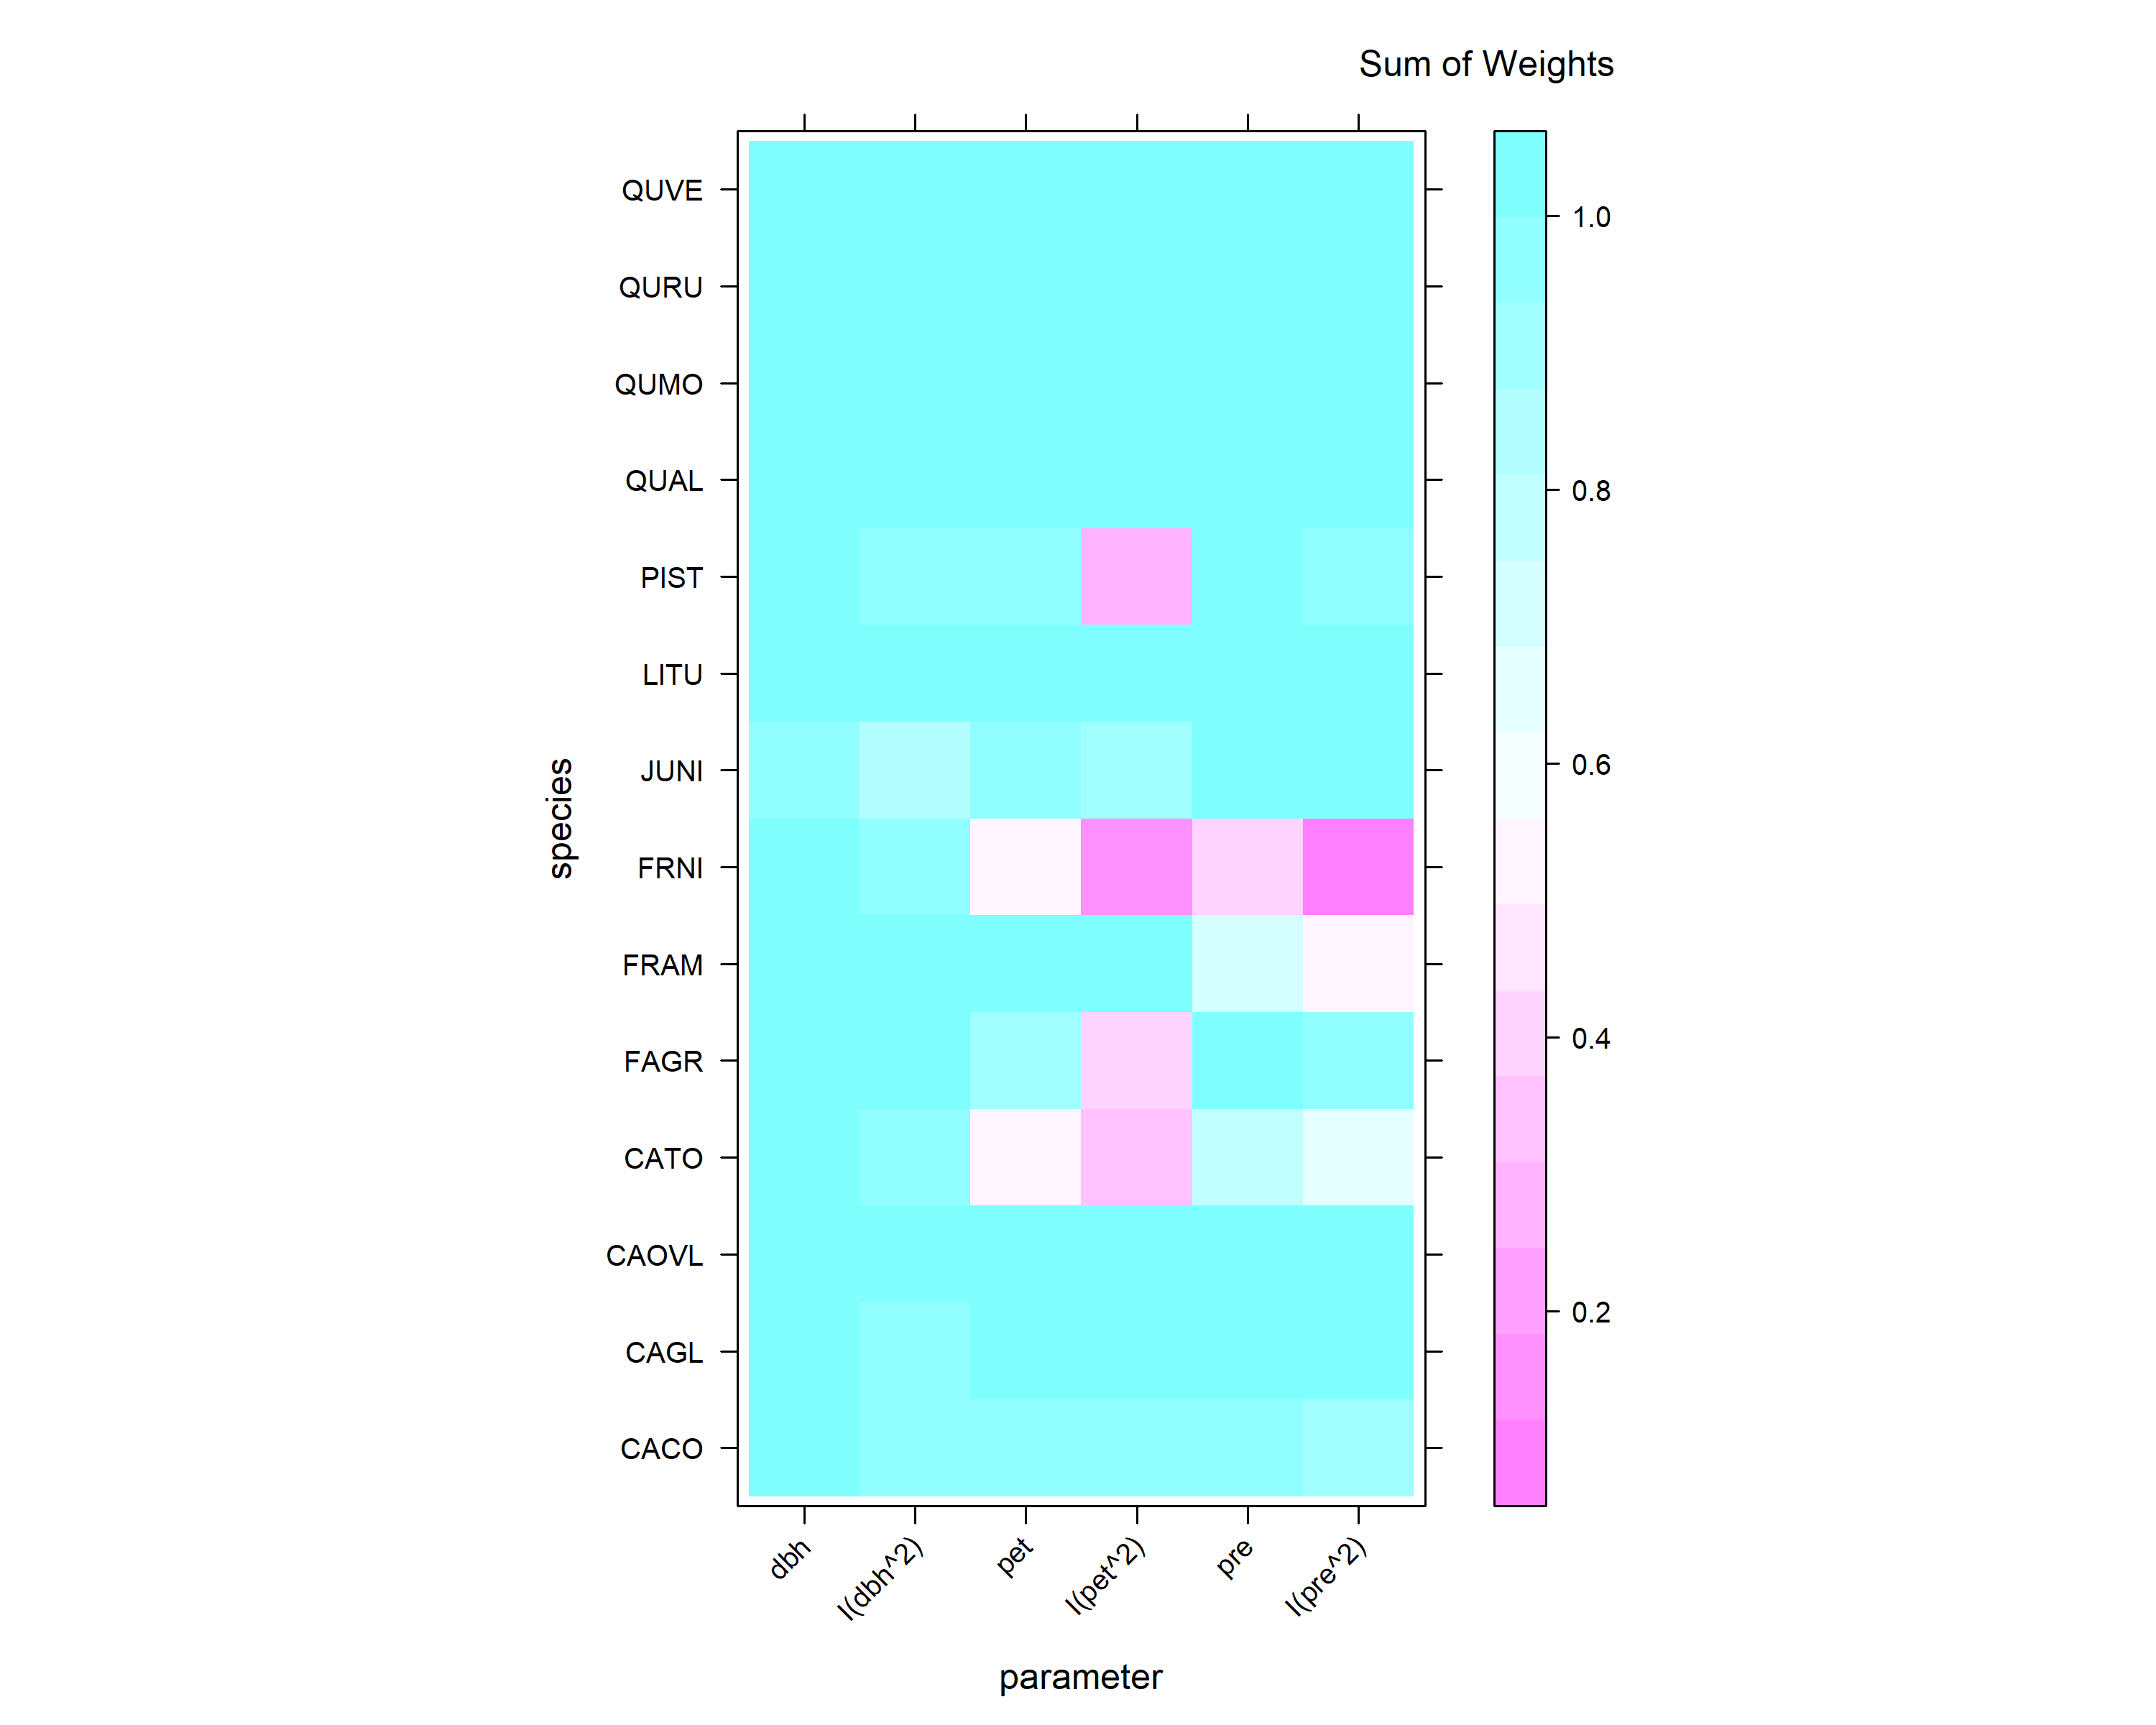 Sum of Weights
QUVE
QURU
QUMO
QUAL
PIST
LITU
JUNI
FRNI
FRAM
FAGR
CATO
CAOVL
CAGL
CACO
species
dbh
I(dbh^2)
pet
I(pet^2)
pre
I(pre^2)
parameter
1.0
0.8
0.6
0.4
0.2